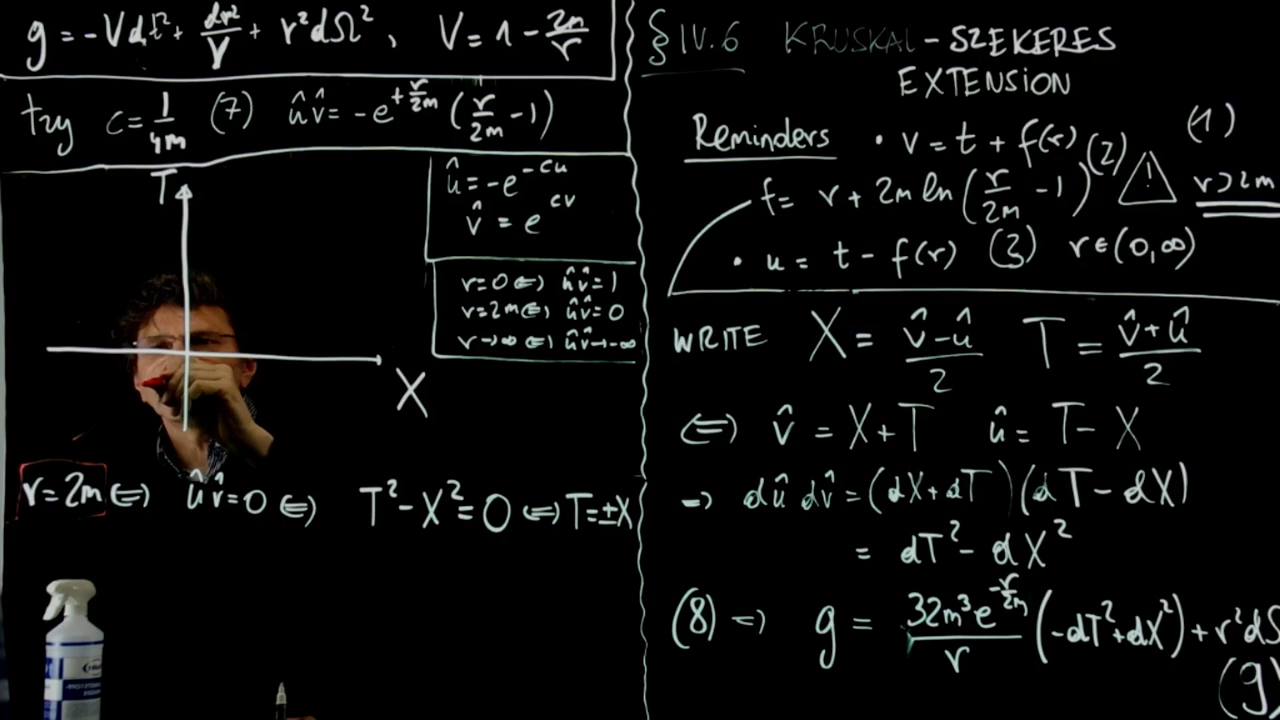 g = -Vdt² + dr²/V + r²dΩ², V = 1 - 2m/r
try c = 1/4m (7) ûv̂ = -e^{+r/2m} (r/2m - 1)
T
X
û = -e^{-cu}
v̂ = e^{cv}
r=0 ⇔ ûv̂=1
r=2m ⇔ ûv̂=0
r→∞ ⇔ ûv̂→-∞
r=2m ⇔ ûv̂=0 ⇔ T²-X²=0 ⇔ T=±X
§ IV.6 KRUSKAL-SZEKERES
EXTENSION
Reminders • v = t + f(r) (1)
f = r + 2m ln (r/2m - 1) (2) ! r>2m
• u = t - f(r) (3) r∈(0,∞)
WRITE X = (v̂-û)/2 T = (v̂+û)/2
⇔ v̂ = X+T û = T-X
⇒ dû dv̂ = (dX+dT)(dT-dX)
= dT² - dX²
(8) ⇒ g = 32m³e^{-r/2m}/r (-dT²+dX²) + r²dΩ
(9)